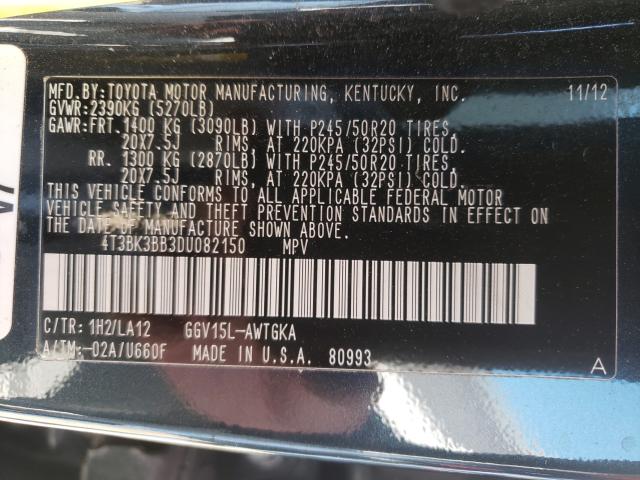 MFD.BY:TOYOTA MOTOR MANUFACTURING, KENTUCKY, INC. 11/12
GVWR:2390KG (5270LB)
GAWR:FRT.1400 KG (3090LB) WITH P245/50R20 TIRES,
20X7.5J RIMS, AT 220KPA (32PSI) COLD.
RR. 1300 KG (2870LB) WITH P245/50R20 TIRES,
20X7.5J RIMS, AT 220KPA (32PSI) COLD.
THIS VEHICLE CONFORMS TO ALL APPLICABLE FEDERAL MOTOR
VEHICLE SAFETY AND THEFT PREVENTION STANDARDS IN EFFECT ON
THE DATE OF MANUFACTURE SHOWN ABOVE.
4T3BK3BB3DU082150 MPV
C/TR: 1H2/LA12 GGV15L-AWTGKA
A/TM:-02A/U660F MADE IN U.S.A. 80993 A